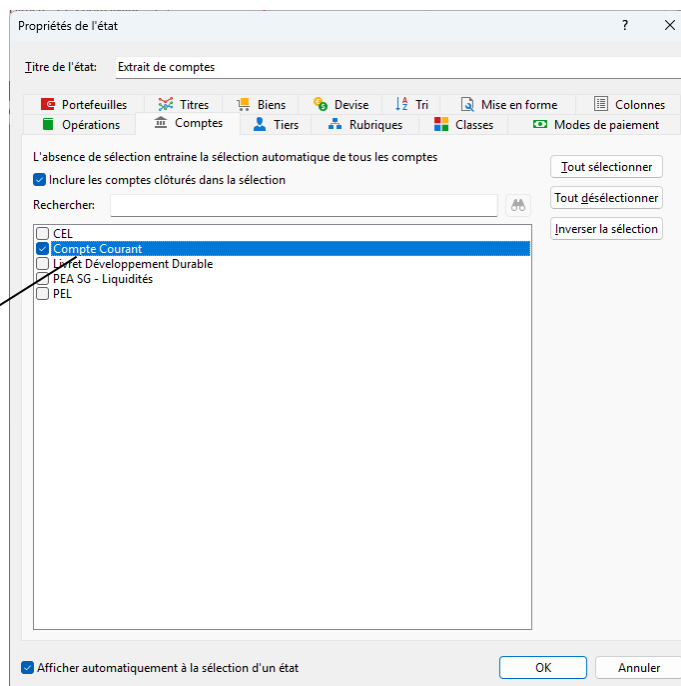 Propriétés de l'état ? ×
Titre de l'état: Extrait de comptes
Portefeuilles Titres Biens Devise Tri Mise en forme Colonnes
Opérations Comptes Tiers Rubriques Classes Modes de paiement
L'absence de sélection entraine la sélection automatique de tous les comptes
Inclure les comptes clôturés dans la sélection
Rechercher:
Tout sélectionner
Tout désélectionner
Inverser la sélection
CEL
Compte Courant
Livret Développement Durable
PEA SG - Liquidités
PEL
Afficher automatiquement à la sélection d'un état
OK Annuler